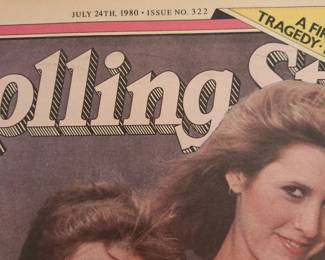 JULY 24TH, 1980 • ISSUE NO. 322
A FI
TRAGEDY
olling St